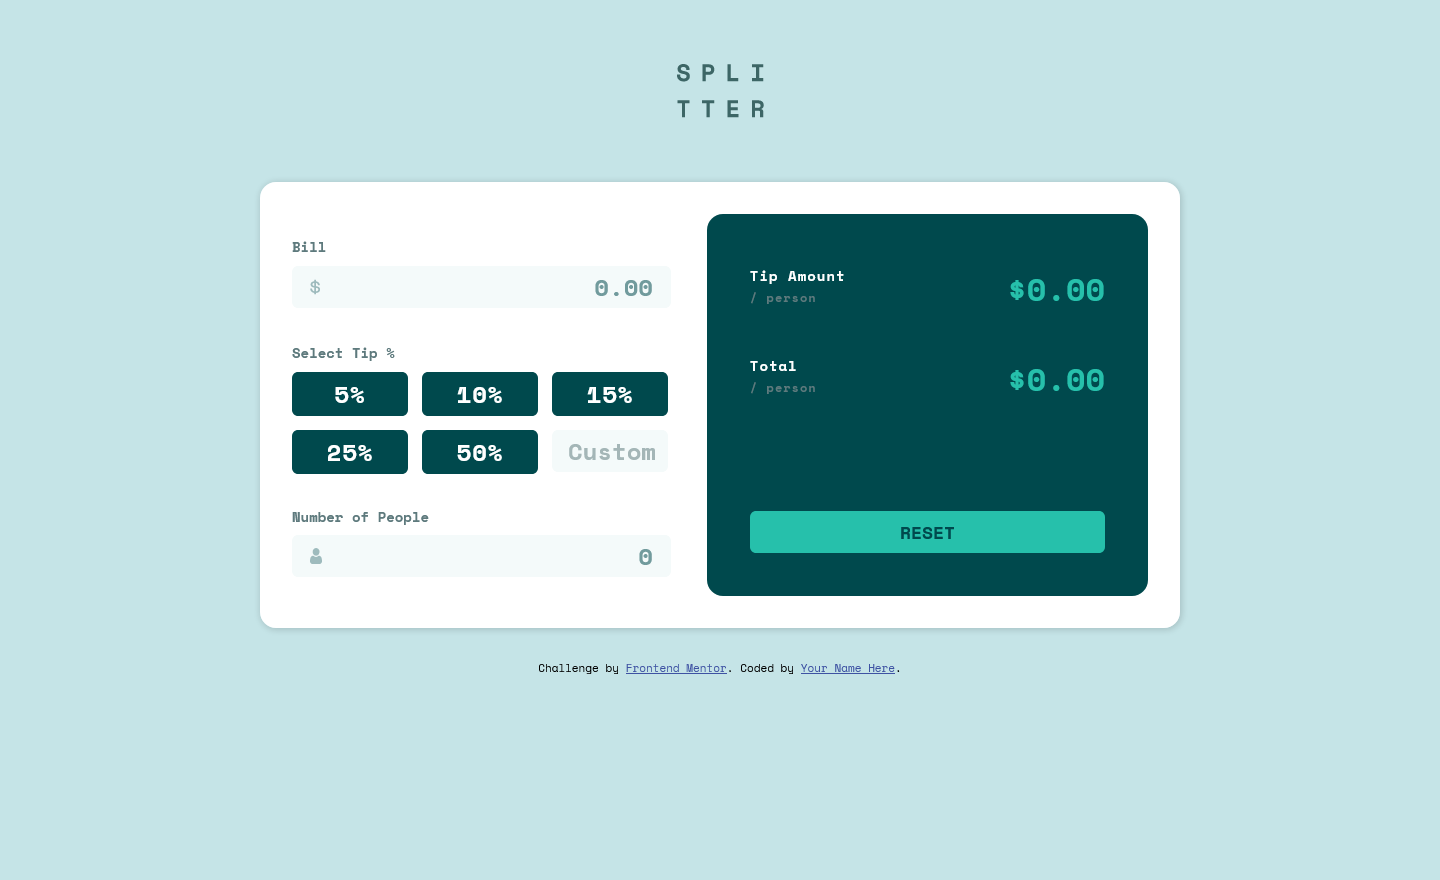 SPLI
TTER
Bill
$ 0.00
Select Tip %
5% 10% 15%
25% 50% Custom
Number of People
0
Tip Amount
/ person
$0.00
Total
/ person
$0.00
RESET
Challenge by Frontend Mentor. Coded by Your Name Here.